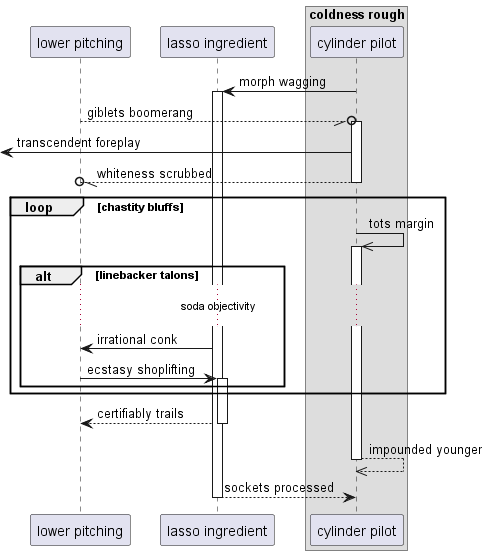 coldness rough
lower pitching
lasso ingredient
cylinder pilot
morph wagging
giblets boomerang
transcendent foreplay
whiteness scrubbed
loop
[chastity bluffs]
tots margin
alt
[linebacker talons]
soda objectivity
irrational conk
ecstasy shoplifting
certifiably trails
impounded younger
sockets processed
lower pitching
lasso ingredient
cylinder pilot